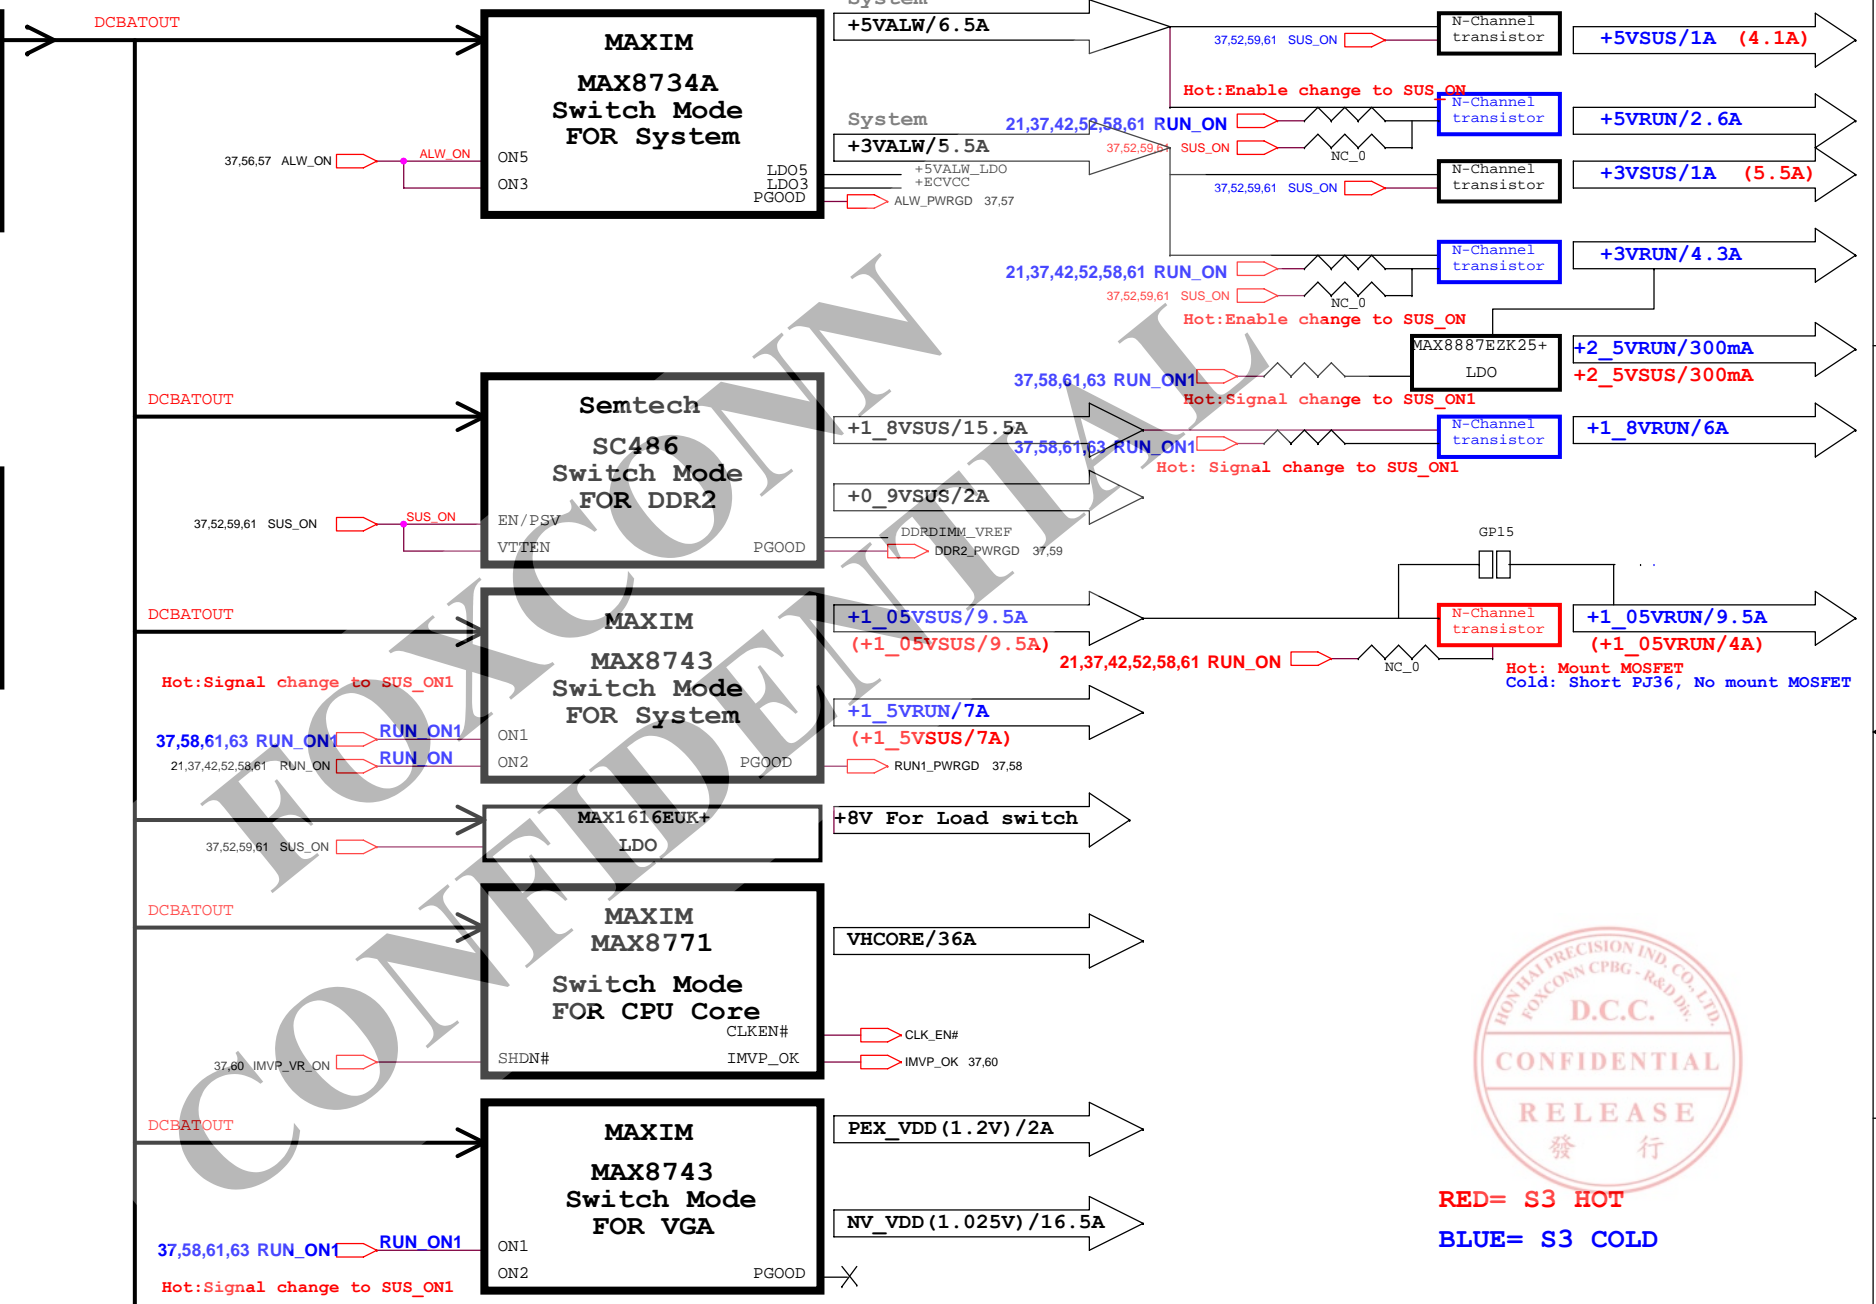 DCBATOUT
MAXIM
MAX8734A
Switch Mode
FOR System
37,56,57 ALW_ON
ALW_ON
ON5
ON3
LDO5
LDO3
PGOOD
+5VALW_LDO
+ECVCC
ALW_PWRGD 37,57
System
+5VALW/6.5A
System
+3VALW/5.5A
37,52,59,61 SUS_ON
N-Channel
transistor
+5VSUS/1A (4.1A)
Hot:Enable change to SUS_ON
21,37,42,52,58,61 RUN_ON
37,52,59,61 SUS_ON
NC_0
N-Channel
transistor
+5VRUN/2.6A
37,52,59,61 SUS_ON
N-Channel
transistor
+3VSUS/1A (5.5A)
21,37,42,52,58,61 RUN_ON
37,52,59,61 SUS_ON
NC_0
N-Channel
transistor
+3VRUN/4.3A
Hot:Enable change to SUS_ON
37,58,61,63 RUN_ON1
MAX8887EZK25+
LDO
+2_5VRUN/300mA
+2_5VSUS/300mA
Hot:Signal change to SUS_ON1
DCBATOUT
Semtech
SC486
Switch Mode
FOR DDR2
37,52,59,61 SUS_ON
SUS_ON
EN/PSV
VTTEN
PGOOD
+1_8VSUS/15.5A
37,58,61,63 RUN_ON1
N-Channel
transistor
+1_8VRUN/6A
Hot: Signal change to SUS_ON1
+0_9VSUS/2A
DDRDIMM_VREF
DDR2_PWRGD 37,59
GP15
DCBATOUT
MAXIM
MAX8743
Switch Mode
FOR System
Hot:Signal change to SUS_ON1
37,58,61,63 RUN_ON1
RUN_ON1
21,37,42,52,58,61 RUN_ON
RUN_ON
ON1
ON2
PGOOD
RUN1_PWRGD 37,58
+1_05VSUS/9.5A
(+1_05VSUS/9.5A)
21,37,42,52,58,61 RUN_ON
NC_0
N-Channel
transistor
+1_05VRUN/9.5A
(+1_05VRUN/4A)
Hot: Mount MOSFET
Cold: Short PJ36, No mount MOSFET
+1_5VRUN/7A
(+1_5VSUS/7A)
MAX1616EUK+
LDO
37,52,59,61 SUS_ON
+8V For Load switch
DCBATOUT
MAXIM
MAX8771
Switch Mode
FOR CPU Core
37,60 IMVP_VR_ON
SHDN#
CLKEN#
IMVP_OK
CLK_EN#
IMVP_OK 37,60
VHCORE/36A
DCBATOUT
MAXIM
MAX8743
Switch Mode
FOR VGA
37,58,61,63 RUN_ON1
RUN_ON1
Hot:Signal change to SUS_ON1
ON1
ON2
PGOOD
PEX_VDD(1.2V)/2A
NV_VDD(1.025V)/16.5A
HON HAI PRECISION IND. CO., LTD.
FOXCONN CPBG - R&D Div.
D.C.C.
CONFIDENTIAL
RELEASE
發 行
RED= S3 HOT
BLUE= S3 COLD
FOXCONN
CONFIDENTIAL